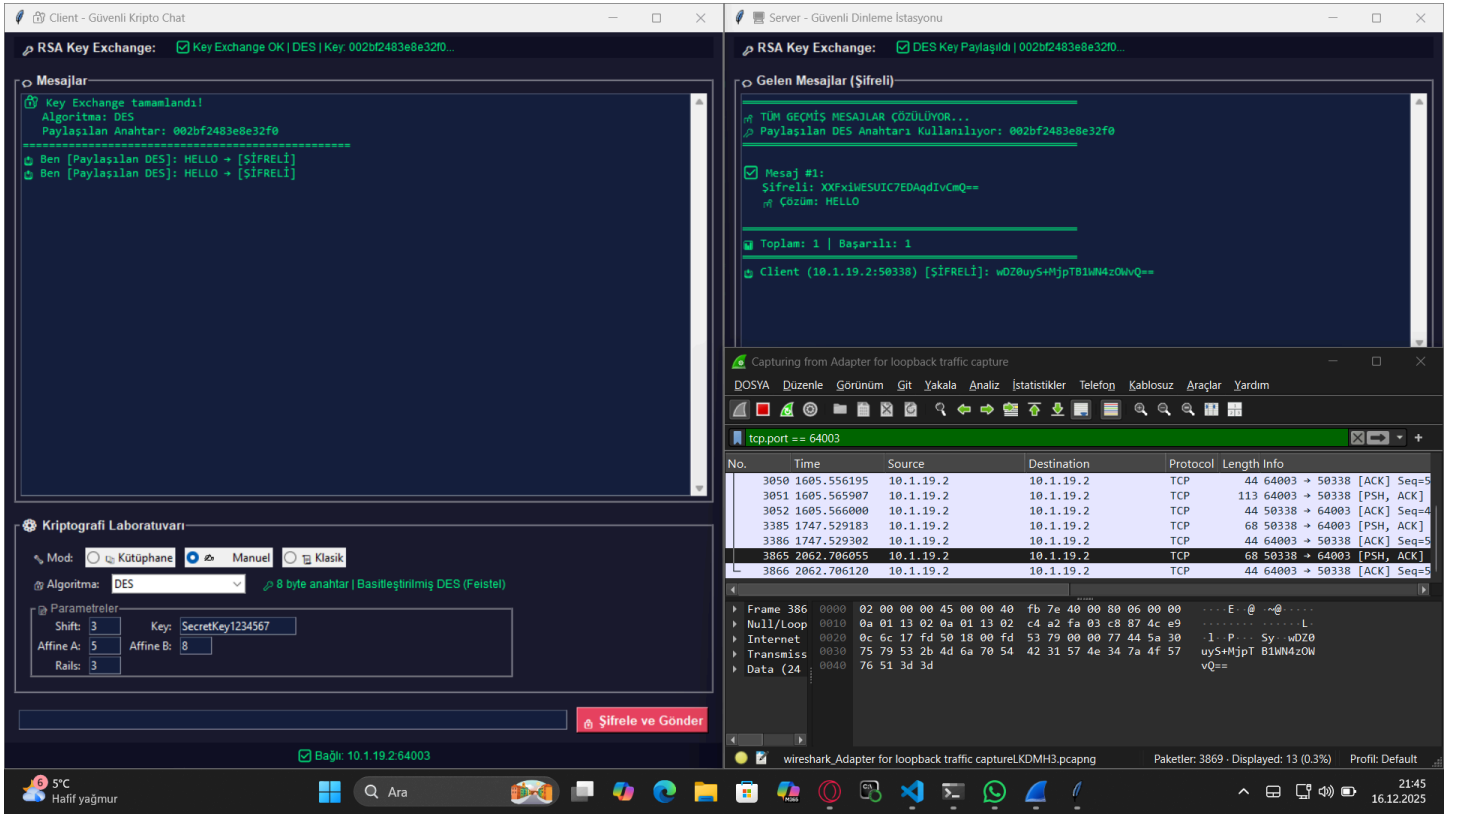 Client - Güvenli Kripto Chat
RSA Key Exchange: Key Exchange OK | DES | Key: 002bf2483e8e32f0...
Mesajlar
Key Exchange tamamlandı!
Algoritma: DES
Paylaşılan Anahtar: 002bf2483e8e32f0
==================================================
Ben [Paylaşılan DES]: HELLO → [ŞİFRELİ]
Ben [Paylaşılan DES]: HELLO → [ŞİFRELİ]
Kriptografi Laboratuvarı
Mod: Kütüphane Manuel Klasik
Algoritma: DES 8 byte anahtar | Basitleştirilmiş DES (Feistel)
Parametreler
Shift: 3 Key: SecretKey1234567
Affine A: 5 Affine B: 8
Rails: 3
Şifrele ve Gönder
Bağlı: 10.1.19.2:64003
Server - Güvenli Dinleme İstasyonu
RSA Key Exchange: DES Key Paylaşıldı | 002bf2483e8e32f0...
Gelen Mesajlar (Şifreli)
TÜM GEÇMİŞ MESAJLAR ÇÖZÜLÜYOR...
Paylaşılan DES Anahtarı Kullanılıyor: 002bf2483e8e32f0
Mesaj #1:
Şifreli: XXFxiWESUIC7EDAqdIvCmQ==
Çözüm: HELLO
Toplam: 1 | Başarılı: 1
Client (10.1.19.2:50338) [ŞİFRELİ]: wDZ0uyS+MjpTB1WN4zOWvQ==
Capturing from Adapter for loopback traffic capture
DOSYA Düzenle Görünüm Git Yakala Analiz İstatistikler Telefon Kablosuz Araçlar Yardım
tcp.port == 64003
No. Time Source Destination Protocol Length Info
3050 1605.556195 10.1.19.2 10.1.19.2 TCP 44 64003 → 50338 [ACK] Seq=5
3051 1605.565907 10.1.19.2 10.1.19.2 TCP 113 64003 → 50338 [PSH, ACK]
3052 1605.566000 10.1.19.2 10.1.19.2 TCP 44 50338 → 64003 [ACK] Seq=4
3385 1747.529183 10.1.19.2 10.1.19.2 TCP 68 50338 → 64003 [PSH, ACK]
3386 1747.529302 10.1.19.2 10.1.19.2 TCP 44 64003 → 50338 [ACK] Seq=5
3865 2062.706055 10.1.19.2 10.1.19.2 TCP 68 50338 → 64003 [PSH, ACK]
3866 2062.706120 10.1.19.2 10.1.19.2 TCP 44 64003 → 50338 [ACK] Seq=5
Frame 386 0000 02 00 00 00 45 00 00 40 fb 7e 40 00 80 06 00 00 ····E··@ ·~@·····
Null/Loop 0010 0a 01 13 02 0a 01 13 02 c4 a2 fa 03 c8 87 4c e9 ········ ······L·
Internet 0020 0c 6c 17 fd 50 18 00 fd 53 79 00 00 77 44 5a 30 ·l··P··· Sy··wDZ0
Transmiss 0030 75 79 53 2b 4d 6a 70 54 42 31 57 4e 34 7a 4f 57 uyS+MjpT B1WN4zOW
Data (24 0040 76 51 3d 3d vQ==
wireshark_Adapter for loopback traffic captureLKDMH3.pcapng Paketler: 3869 · Displayed: 13 (0.3%) Profil: Default
6 5°C
Hafif yağmur
Ara
21:45
16.12.2025